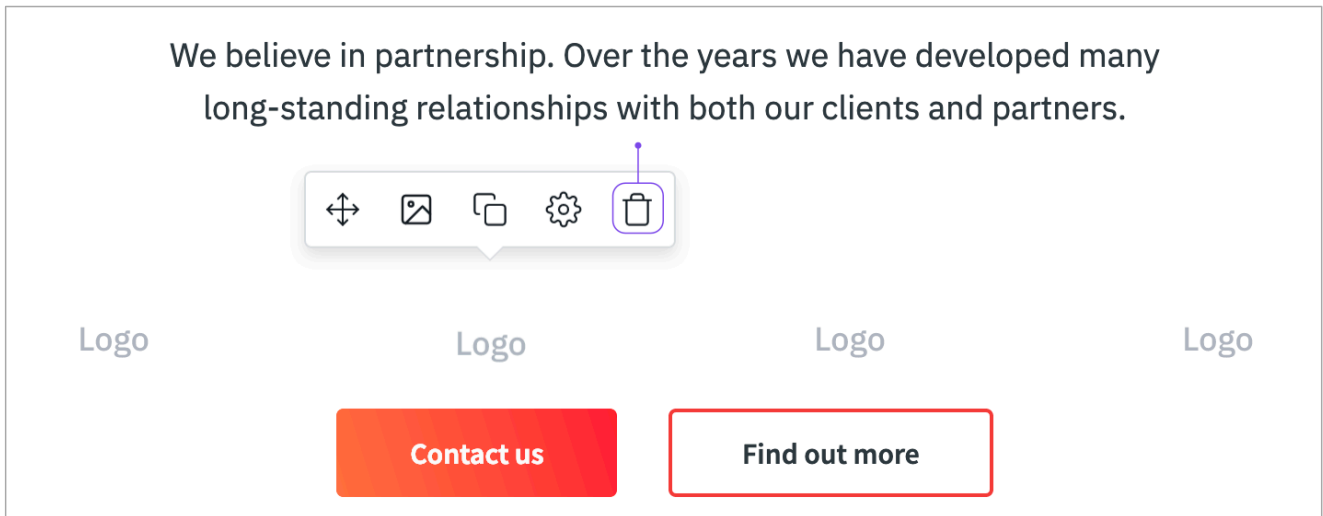 We believe in partnership. Over the years we have developed many
long-standing relationships with both our clients and partners.
Logo
Logo
Logo
Logo
Contact us
Find out more